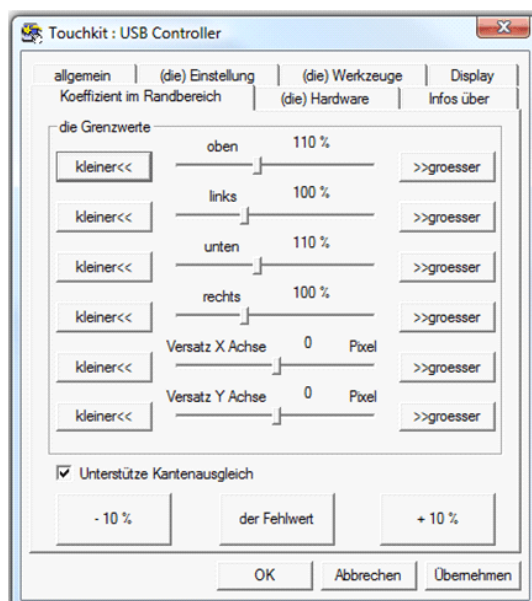 Touchkit : USB Controller
allgemein (die) Einstellung (die) Werkzeuge Display
Koeffizient im Randbereich (die) Hardware Infos über
die Grenzwerte
oben 110 %
kleiner<< >>groesser
links 100 %
kleiner<< >>groesser
unten 110 %
kleiner<< >>groesser
rechts 100 %
kleiner<< >>groesser
Versatz X Achse 0 Pixel
kleiner<< >>groesser
Versatz Y Achse 0 Pixel
kleiner<< >>groesser
Unterstütze Kantenausgleich
- 10 % der Fehlwert + 10 %
OK Abbrechen Übernehmen